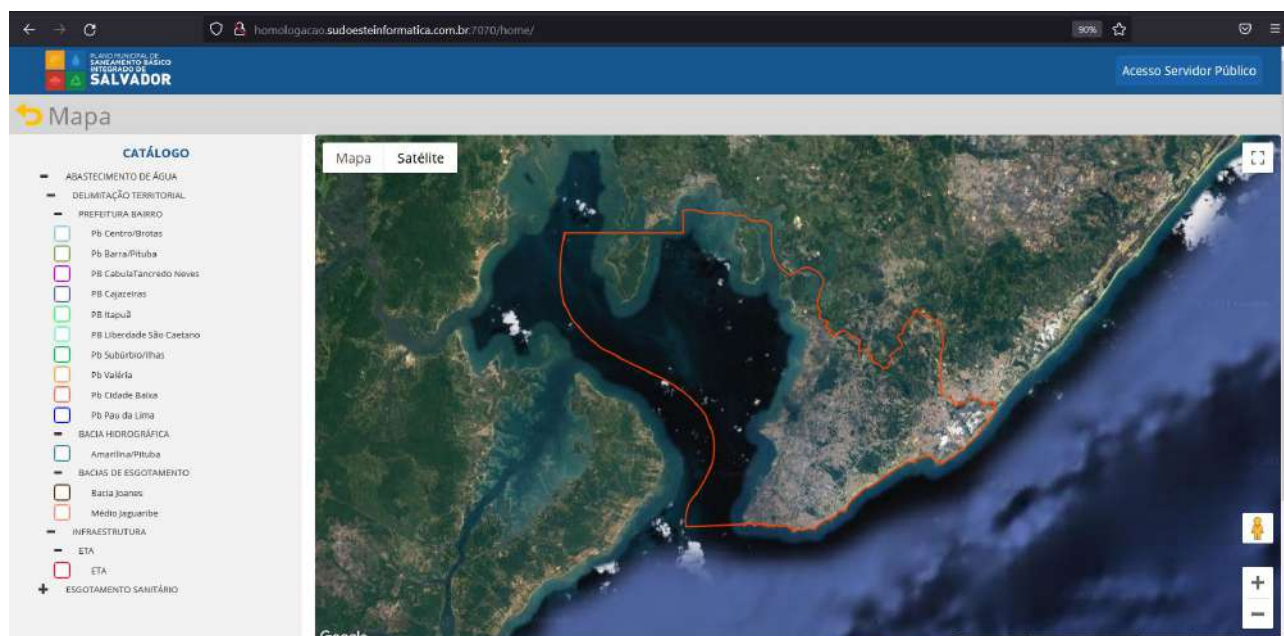 homologacao.sudoesteinformatica.com.br:7070/home/
90%
PLANO MUNICIPAL DE
SANEAMENTO BÁSICO
INTEGRADO DE
SALVADOR
Acesso Servidor Público
Mapa
CATÁLOGO
ABASTECIMENTO DE ÁGUA
DELIMITAÇÃO TERRITORIAL
PREFEITURA BAIRRO
Pb Centro/Brotas
Pb Barra/Pituba
PB CabulaTancredo Neves
PB Cajazeiras
PB Itapuã
PB Liberdade São Caetano
Pb Subúrbio/Ilhas
Pb Valéria
Pb Cidade Baixa
Pb Pau da Lima
BACIA HIDROGRÁFICA
Amarilina/Pituba
BACIAS DE ESGOTAMENTO
Bacia Joanes
Médio Jaguaribe
INFRAESTRUTURA
ETA
ETA
ESGOTAMENTO SANITÁRIO
Mapa
Satélite
Google